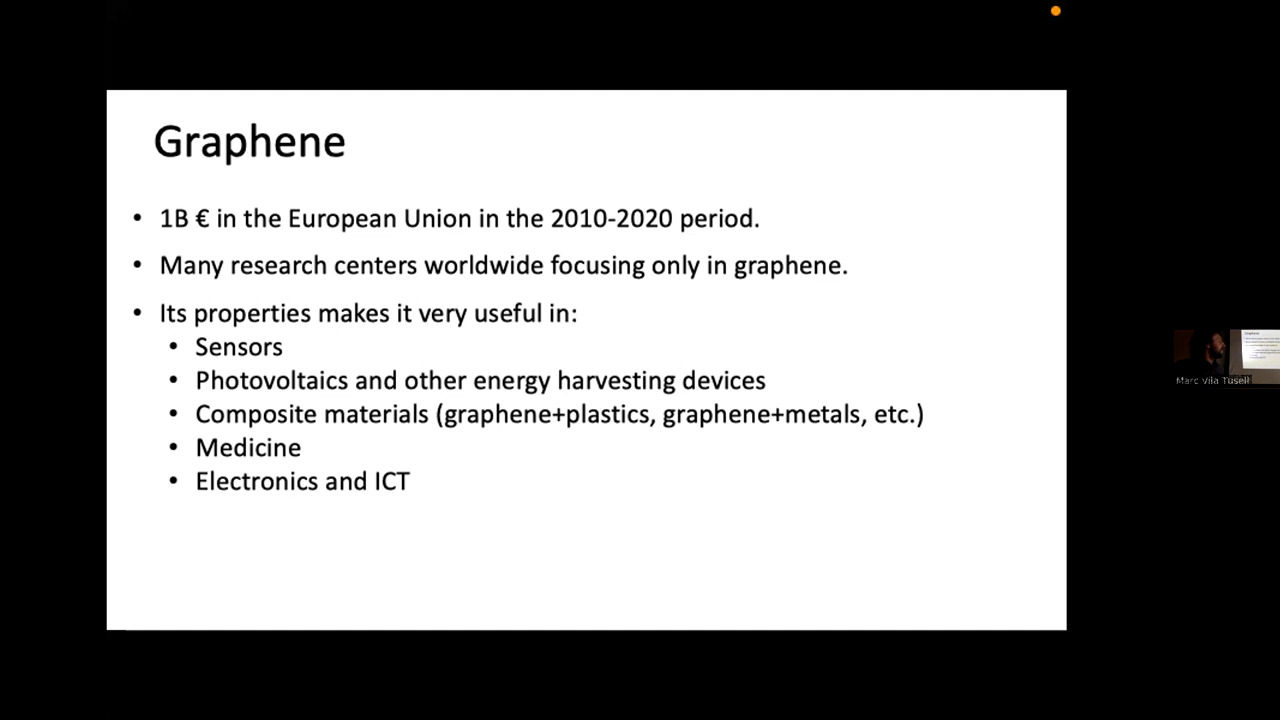 Graphene
• 1B € in the European Union in the 2010-2020 period.
• Many research centers worldwide focusing only in graphene.
• Its properties makes it very useful in:
• Sensors
• Photovoltaics and other energy harvesting devices
• Composite materials (graphene+plastics, graphene+metals, etc.)
• Medicine
• Electronics and ICT
Marc Vila Tusell